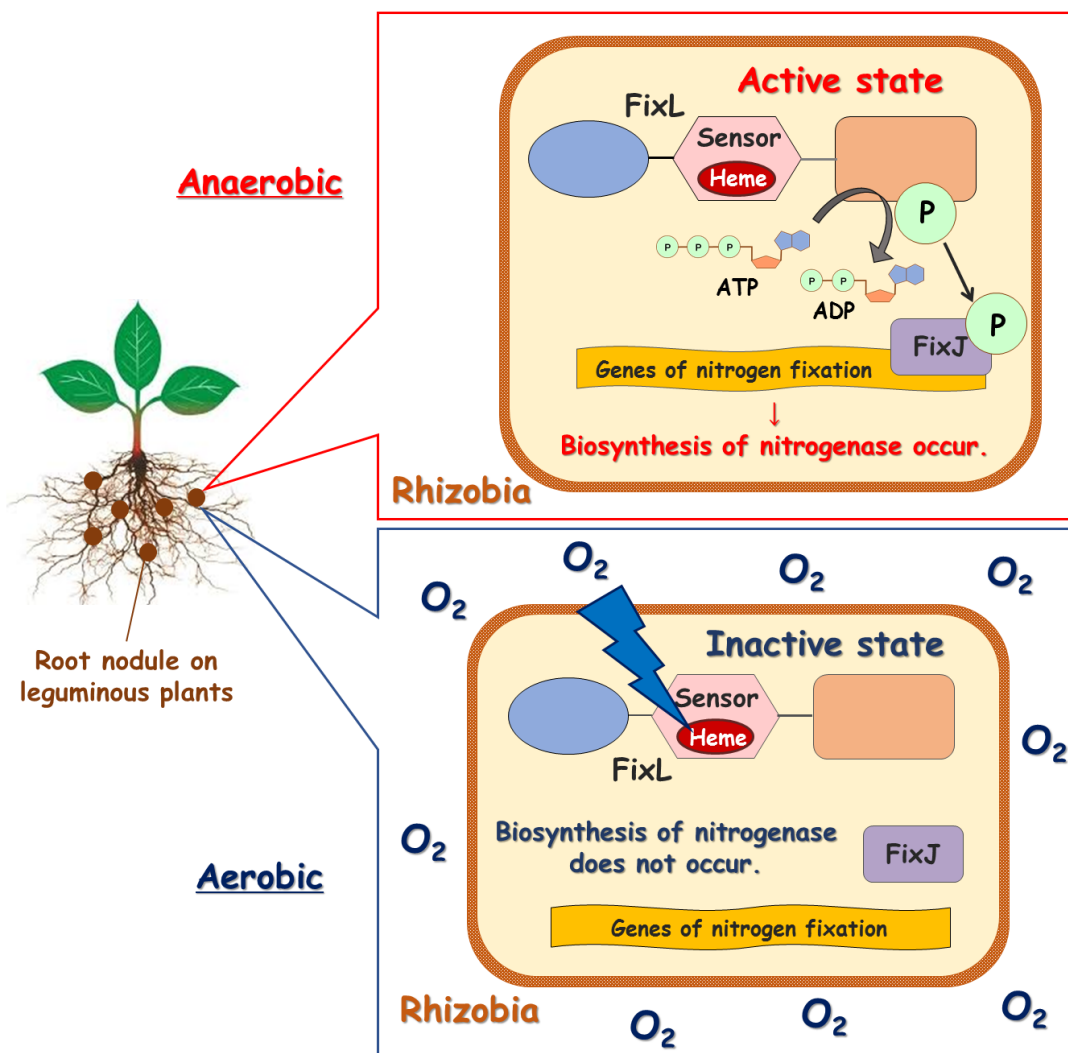 Active state
FixL
Sensor
Heme
Anaerobic
P
P P P
ATP
P P
ADP
P
FixJ
Genes of nitrogen fixation
↓
Biosynthesis of nitrogenase occur.
Rhizobia
Root nodule on
leguminous plants
O₂
O₂
O₂
O₂
Inactive state
Sensor
Heme
FixL
O₂
O₂
Biosynthesis of nitrogenase
does not occur.
FixJ
Aerobic
Genes of nitrogen fixation
Rhizobia
O₂
O₂
O₂